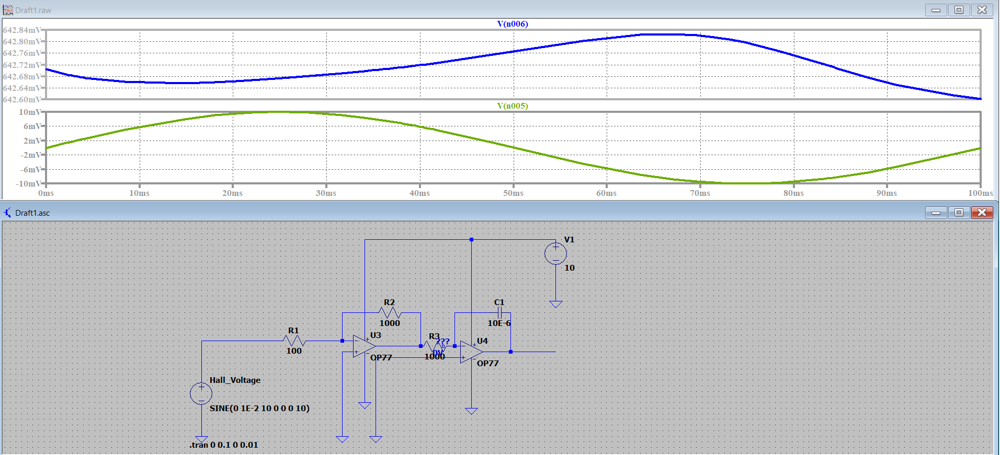 Draft1.raw
V(n006)
642.84mV
642.80mV
642.76mV
642.72mV
642.68mV
642.64mV
642.60mV
V(n005)
10mV
6mV
2mV
-2mV
-6mV
-10mV
0ms 10ms 20ms 30ms 40ms 50ms 60ms 70ms 80ms 90ms 100ms
Draft1.asc
V1
10
R2
1000
C1
10E-6
R1
100
U3
OP77
R3
???
0V
1000
U4
OP77
Hall_Voltage
SINE(0 1E-2 10 0 0 0 10)
.tran 0 0.1 0 0.01